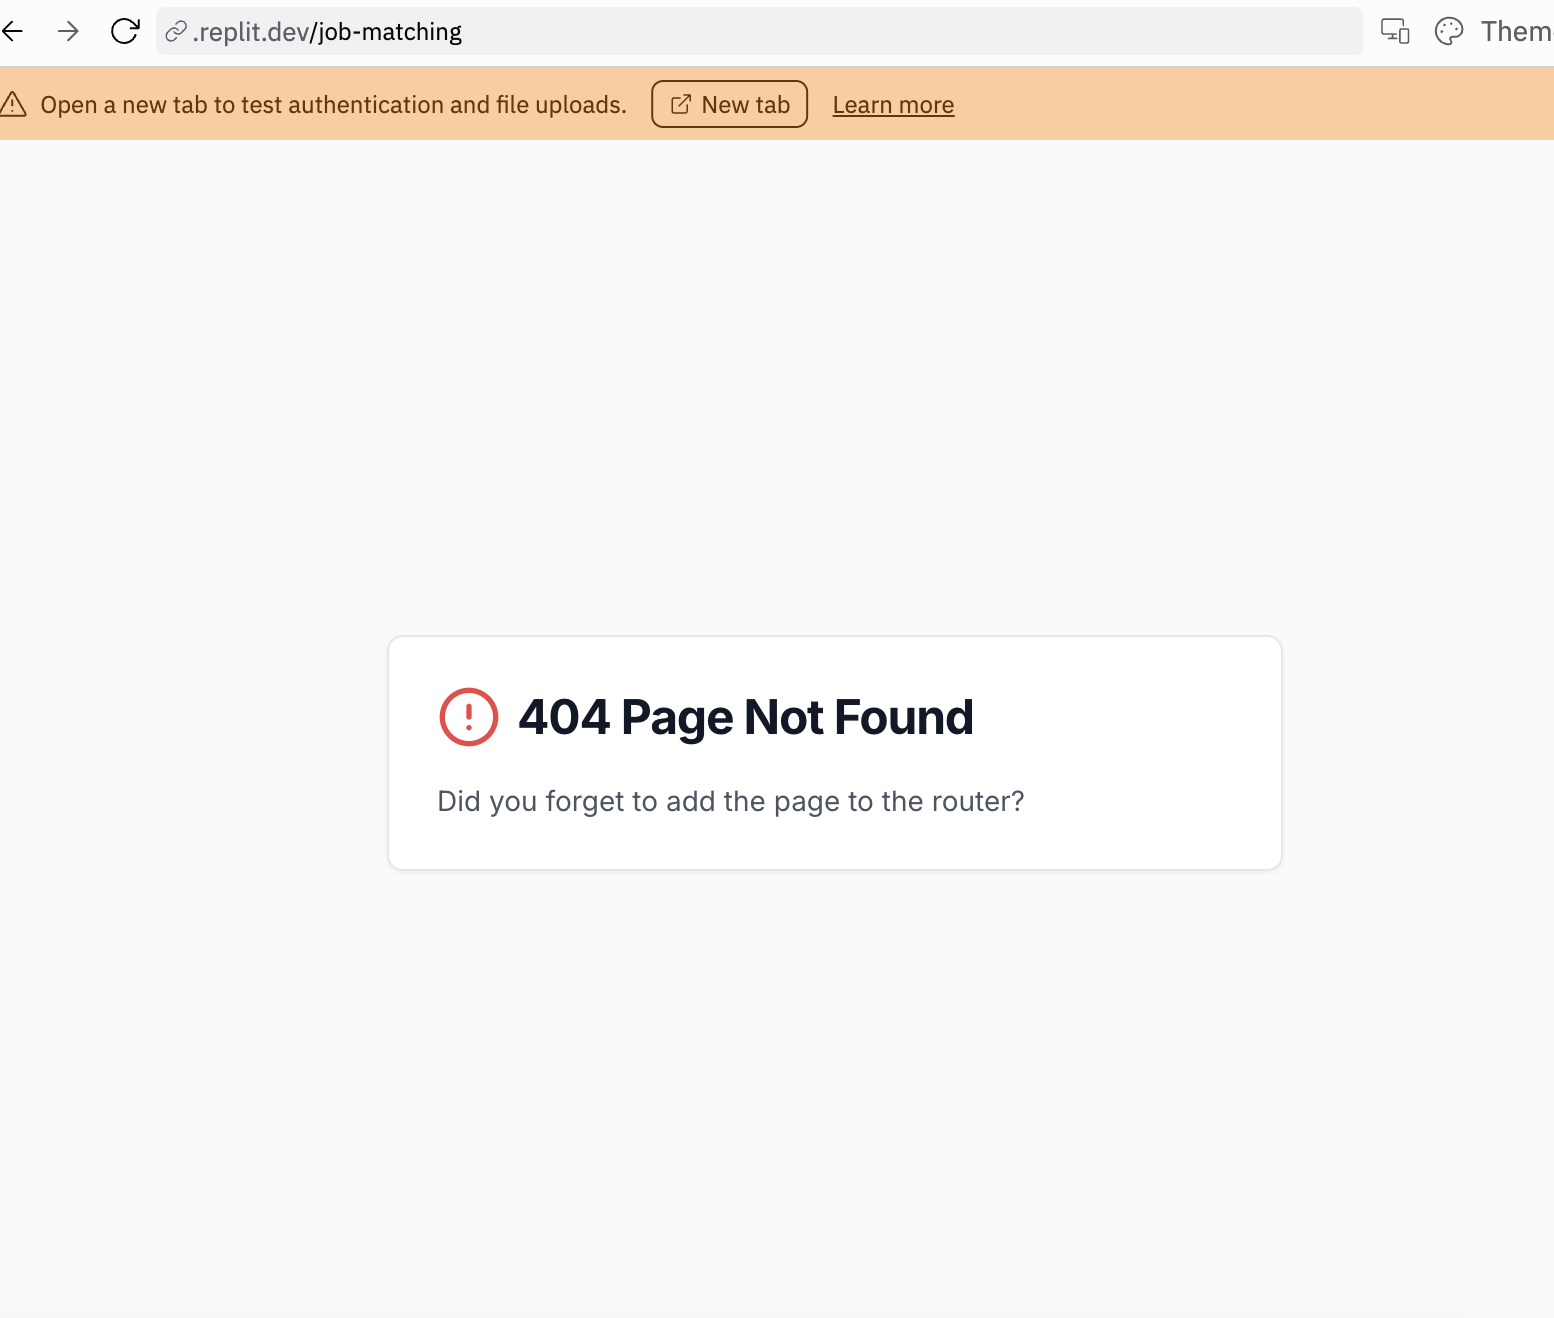 .replit.dev/job-matching
Open a new tab to test authentication and file uploads. New tab Learn more
404 Page Not Found
Did you forget to add the page to the router?